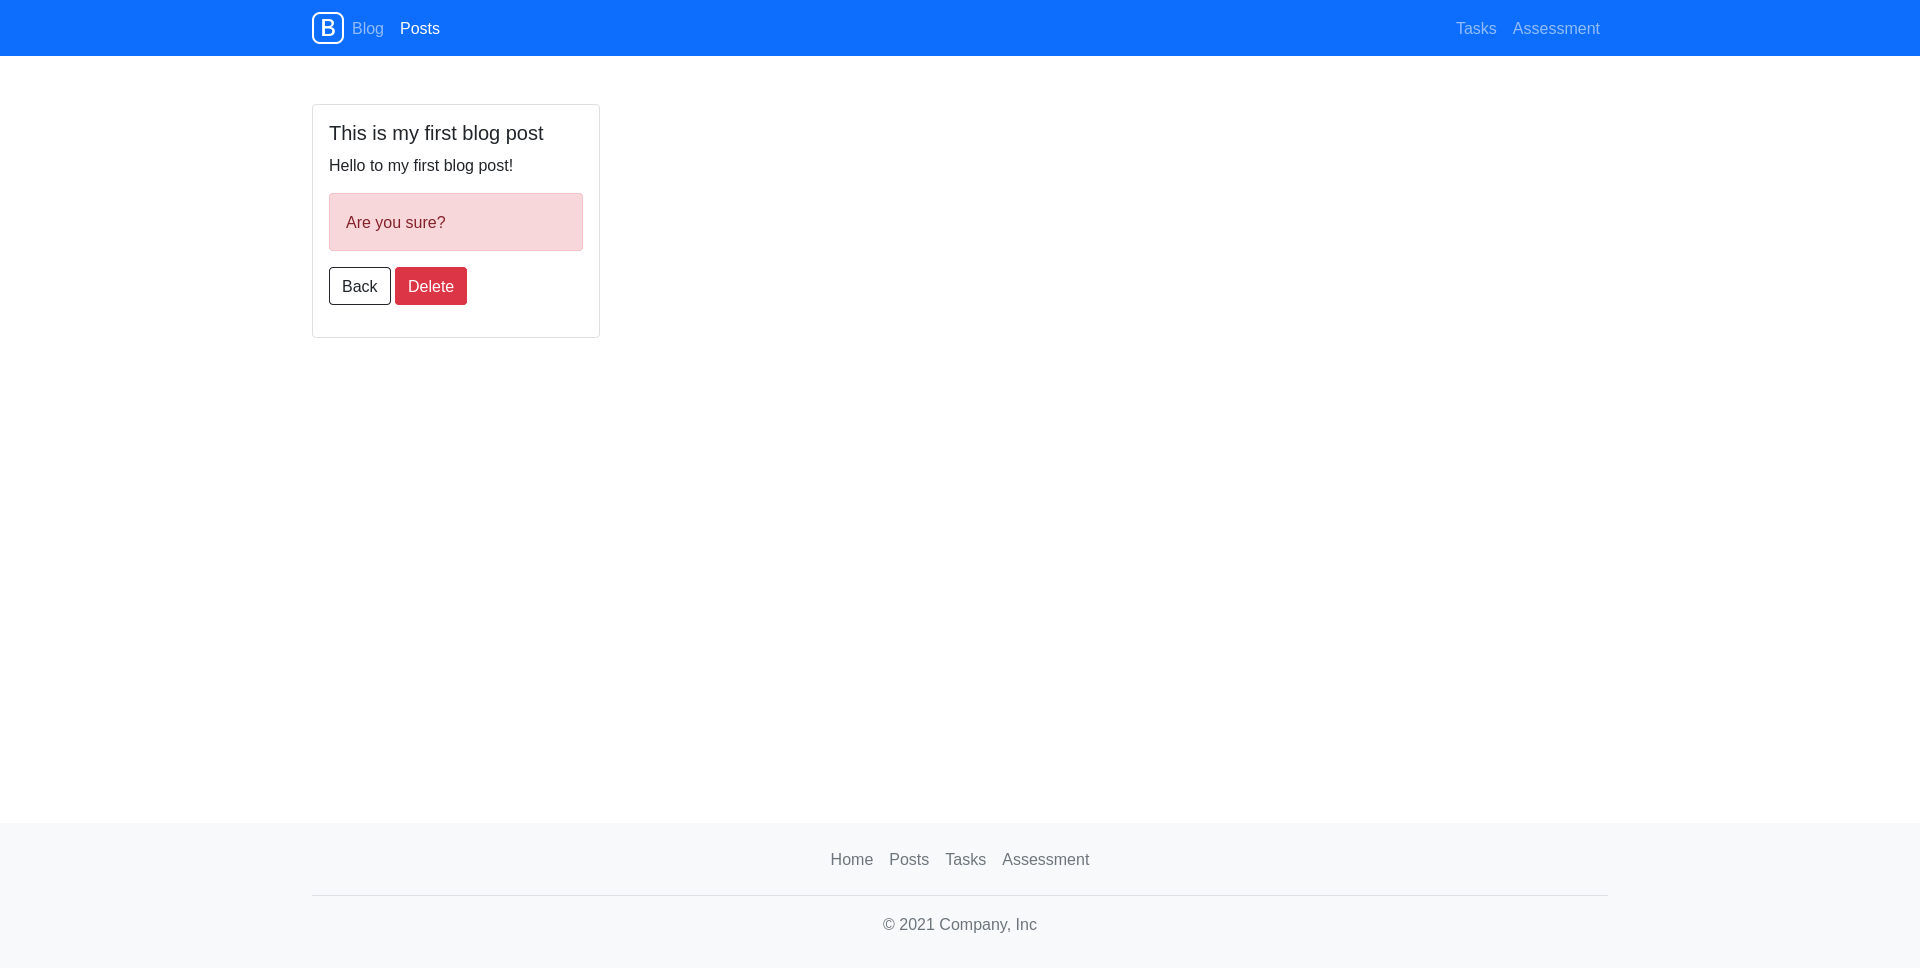 B Blog Posts Tasks Assessment
This is my first blog post
Hello to my first blog post!
Are you sure?
Back Delete
Home Posts Tasks Assessment
© 2021 Company, Inc